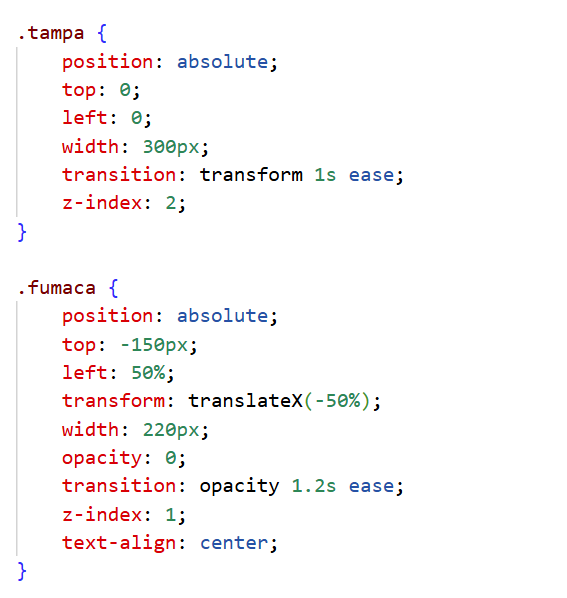 .tampa {
    position: absolute;
    top: 0;
    left: 0;
    width: 300px;
    transition: transform 1s ease;
    z-index: 2;
}

.fumaca {
    position: absolute;
    top: -150px;
    left: 50%;
    transform: translateX(-50%);
    width: 220px;
    opacity: 0;
    transition: opacity 1.2s ease;
    z-index: 1;
    text-align: center;
}